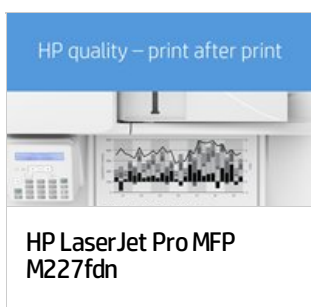 HP quality – print after print
HP LaserJet Pro MFP
M227fdn